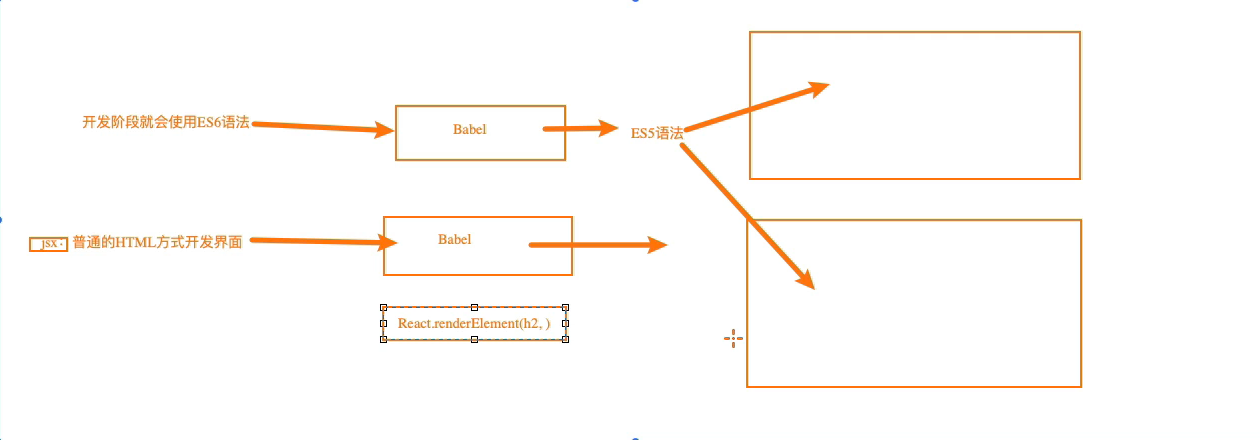 开发阶段就会使用ES6语法
Babel
ES5语法
jsx
普通的HTML方式开发界面
Babel
React.renderElement(h2, )